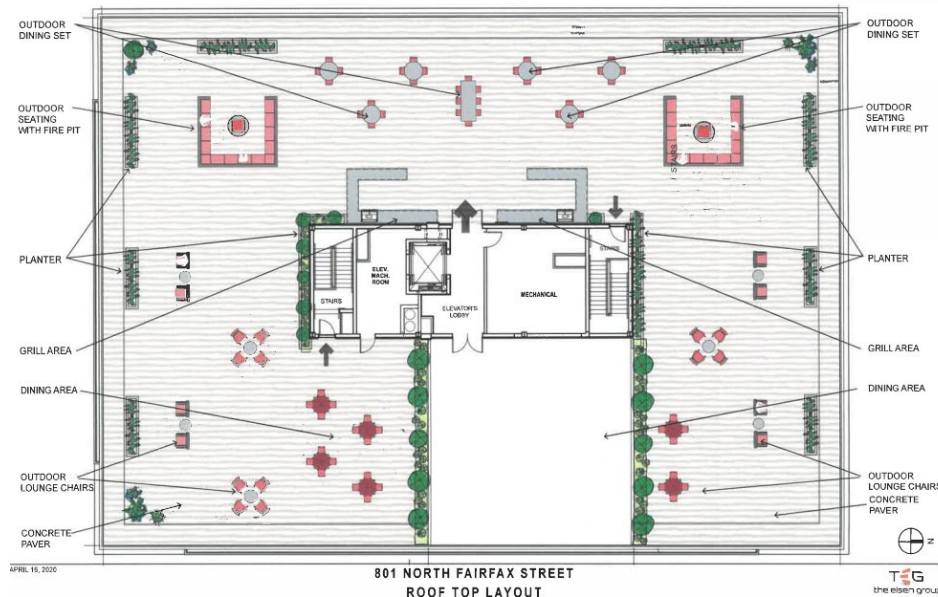 OUTDOOR
DINING SET
OUTDOOR
SEATING
WITH FIRE PIT
PLANTER
GRILL AREA
DINING AREA
OUTDOOR
LOUNGE CHAIRS
CONCRETE
PAVER
STAIRS
ELEV.
MACH.
ROOM
ELEVATOR'S
LOBBY
MECHANICAL
STAIRS
STAIRS
OUTDOOR
DINING SET
OUTDOOR
SEATING
WITH FIRE PIT
PLANTER
GRILL AREA
DINING AREA
OUTDOOR
LOUNGE CHAIRS
CONCRETE
PAVER
N
APRIL 16, 2020
801 NORTH FAIRFAX STREET
ROOF TOP LAYOUT
TEG
the eisen group